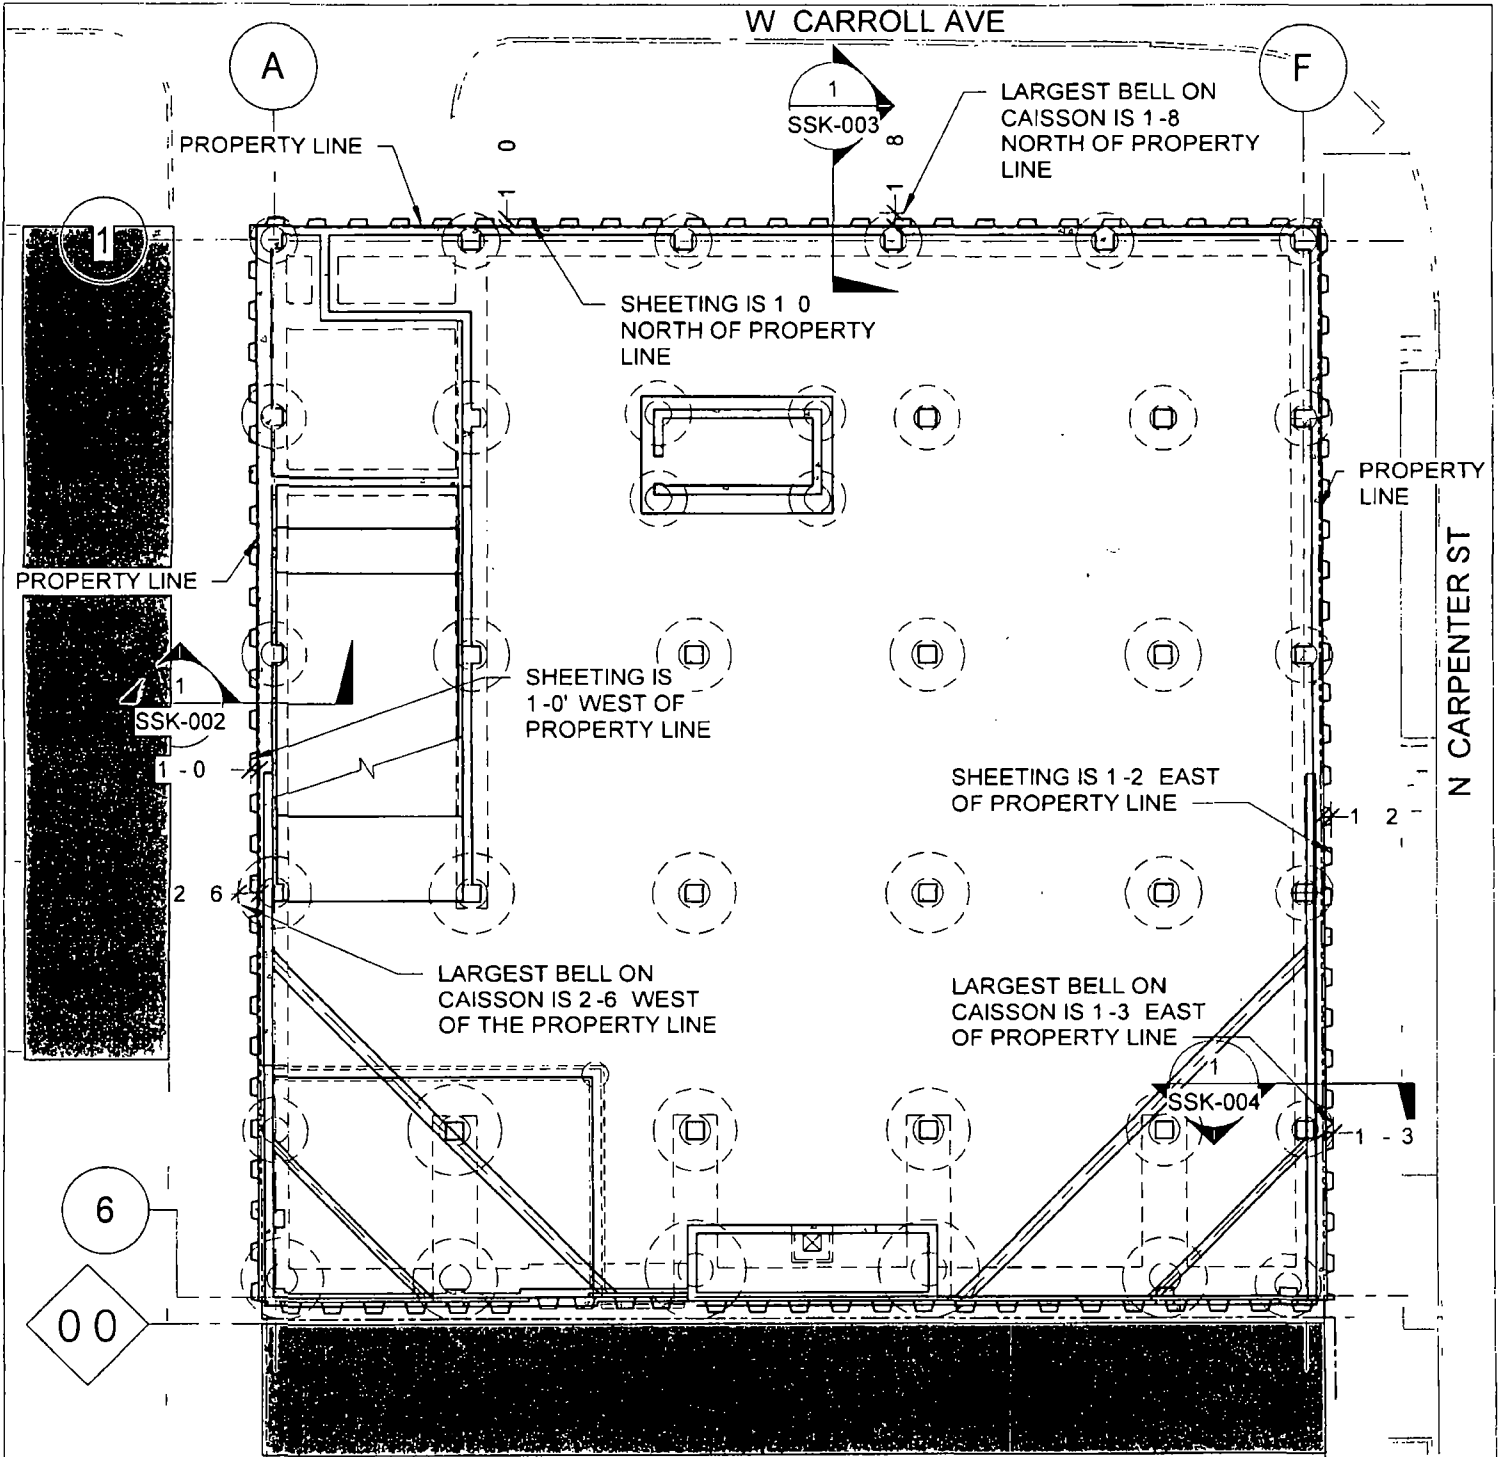 W CARROLL AVE
A
F
1
SSK-003
LARGEST BELL ON
CAISSON IS 1-8
NORTH OF PROPERTY
LINE
PROPERTY LINE
1 0
1 8
1
SHEETING IS 1 0
NORTH OF PROPERTY
LINE
PROPERTY
LINE
N CARPENTER ST
PROPERTY LINE
1
SSK-002
SHEETING IS
1-0' WEST OF
PROPERTY LINE
1-0
SHEETING IS 1-2 EAST
OF PROPERTY LINE
1 2
2 6
LARGEST BELL ON
CAISSON IS 2-6 WEST
OF THE PROPERTY LINE
LARGEST BELL ON
CAISSON IS 1-3 EAST
OF PROPERTY LINE
1
SSK-004
1 - 3
6
0 0